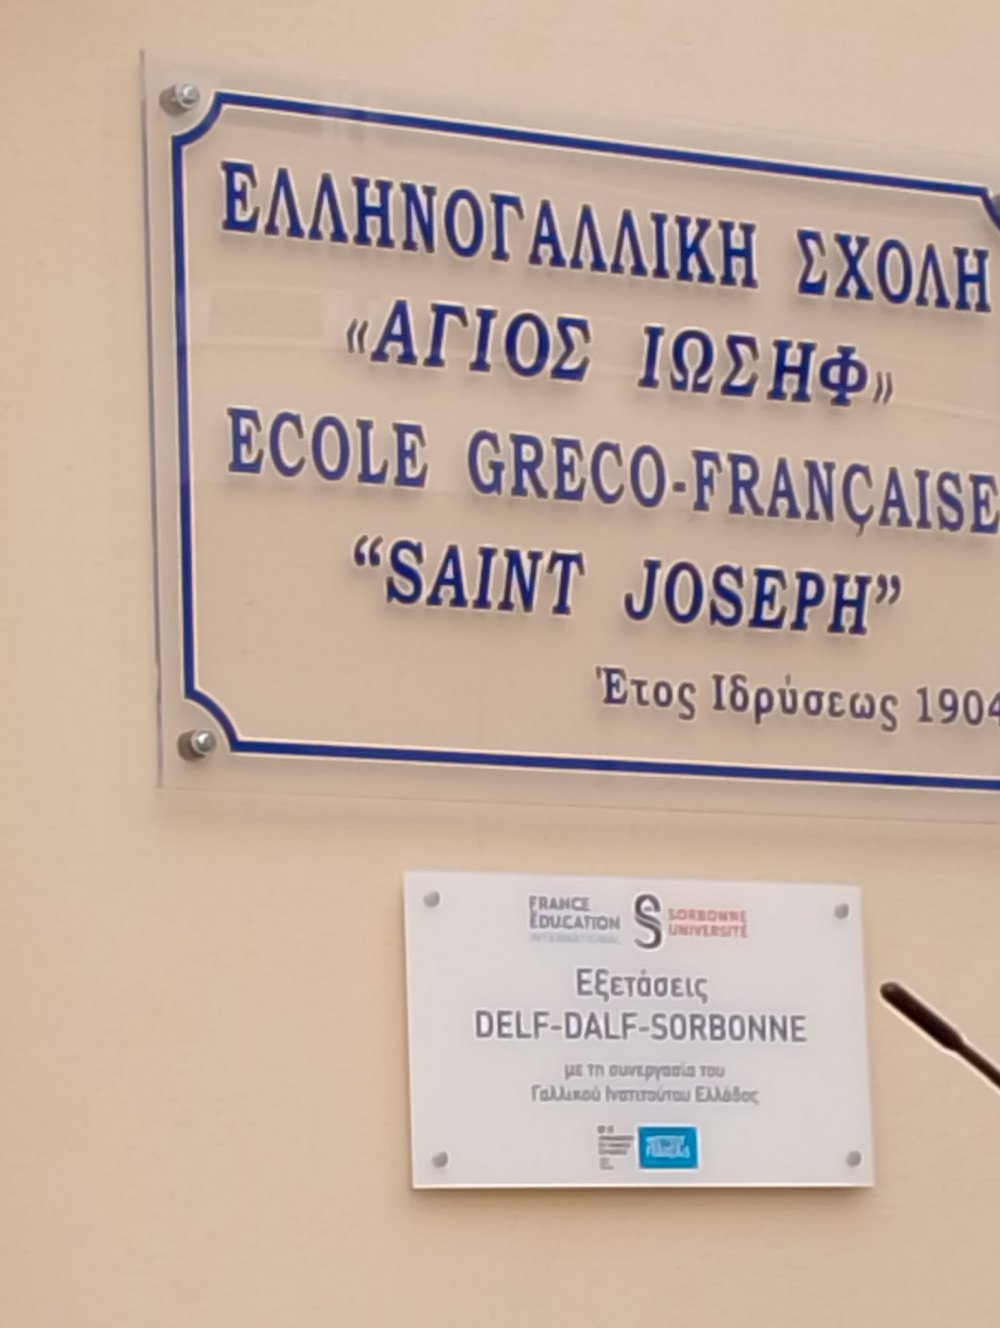 ΕΛΛΗΝΟΓΑΛΛΙΚΗ ΣΧΟΛΗ
«ΑΓΙΟΣ ΙΩΣΗΦ»
ECOLE GRECO-FRANÇAISE
“SAINT JOSEPH”
Έτος Ιδρύσεως 1904
FRANCE
ÉDUCATION
INTERNATIONAL
SORBONNE
UNIVERSITÉ
Εξετάσεις
DELF-DALF-SORBONNE
με τη συνεργασία του
Γαλλικού Ινστιτούτου Ελλάδος